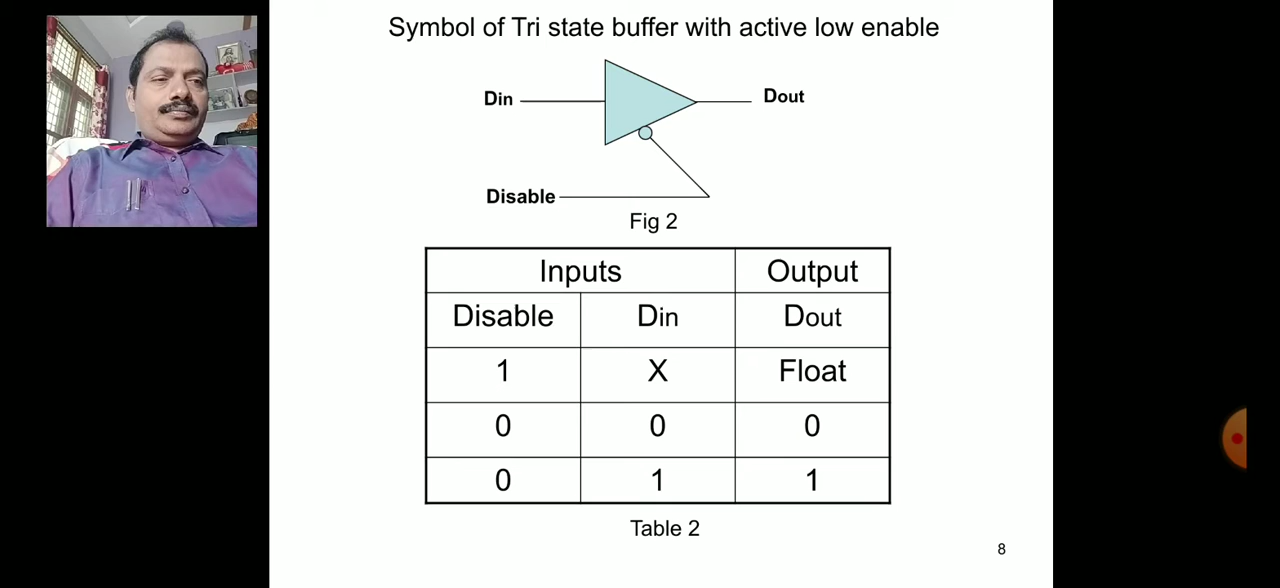 Symbol of Tri state buffer with active low enable
Din
Dout
Disable
Fig 2
Inputs Output
Disable Din Dout
1 X Float
0 0 0
0 1 1
Table 2
8